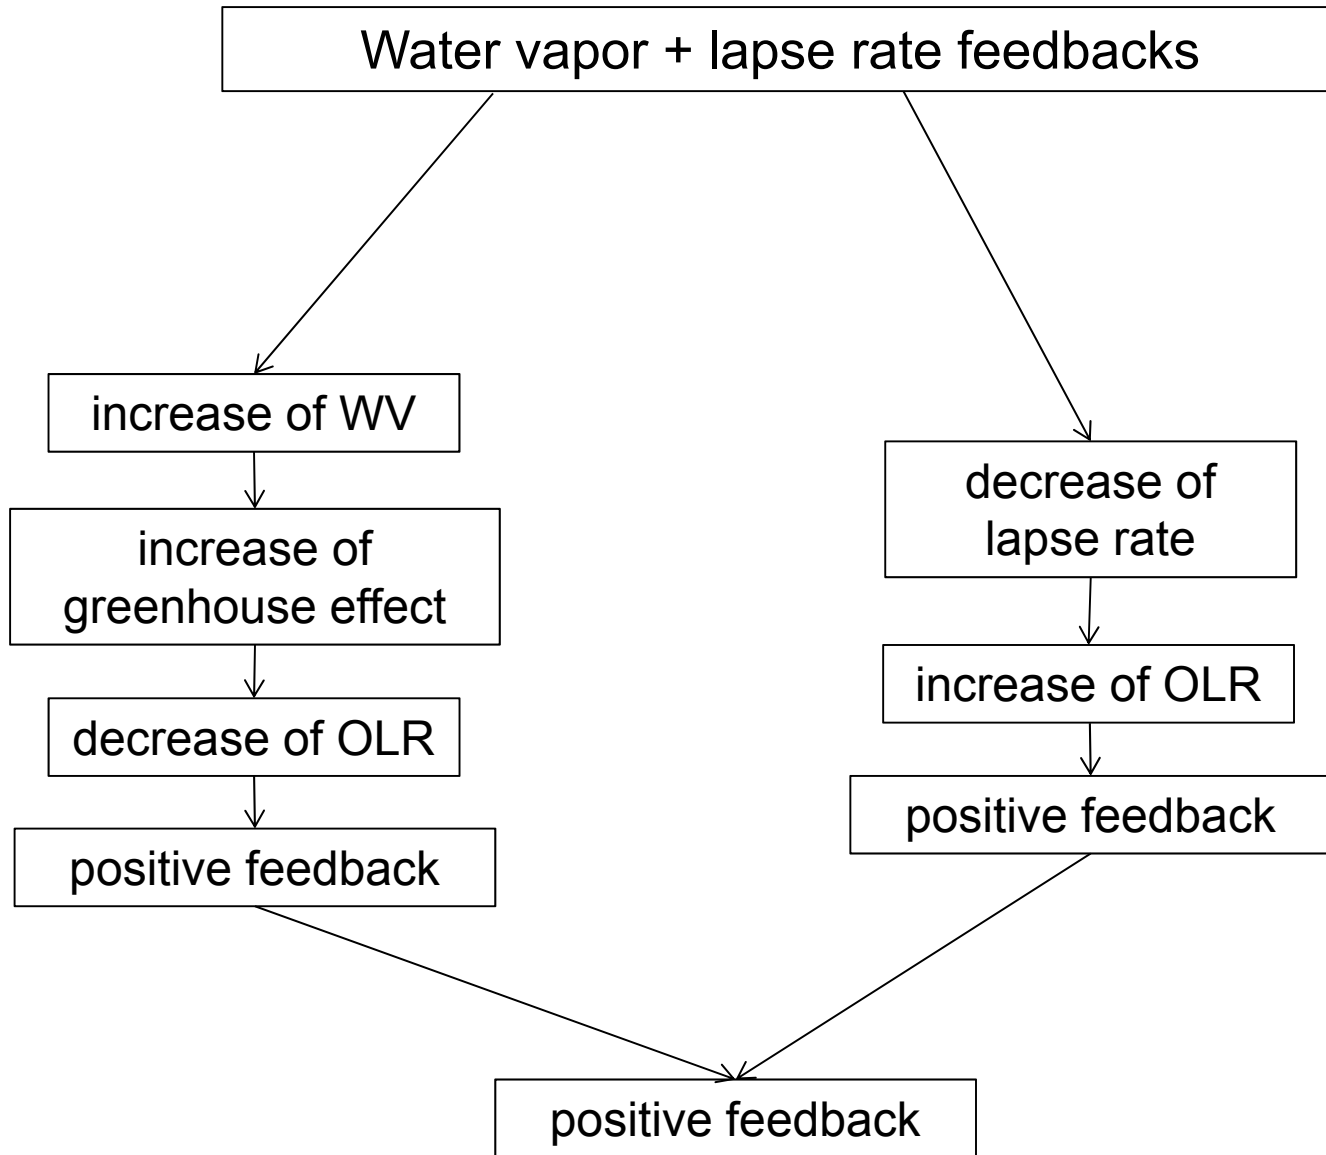 Water vapor + lapse rate feedbacks
increase of WV
increase of
greenhouse effect
decrease of OLR
positive feedback
decrease of
lapse rate
increase of OLR
positive feedback
positive feedback